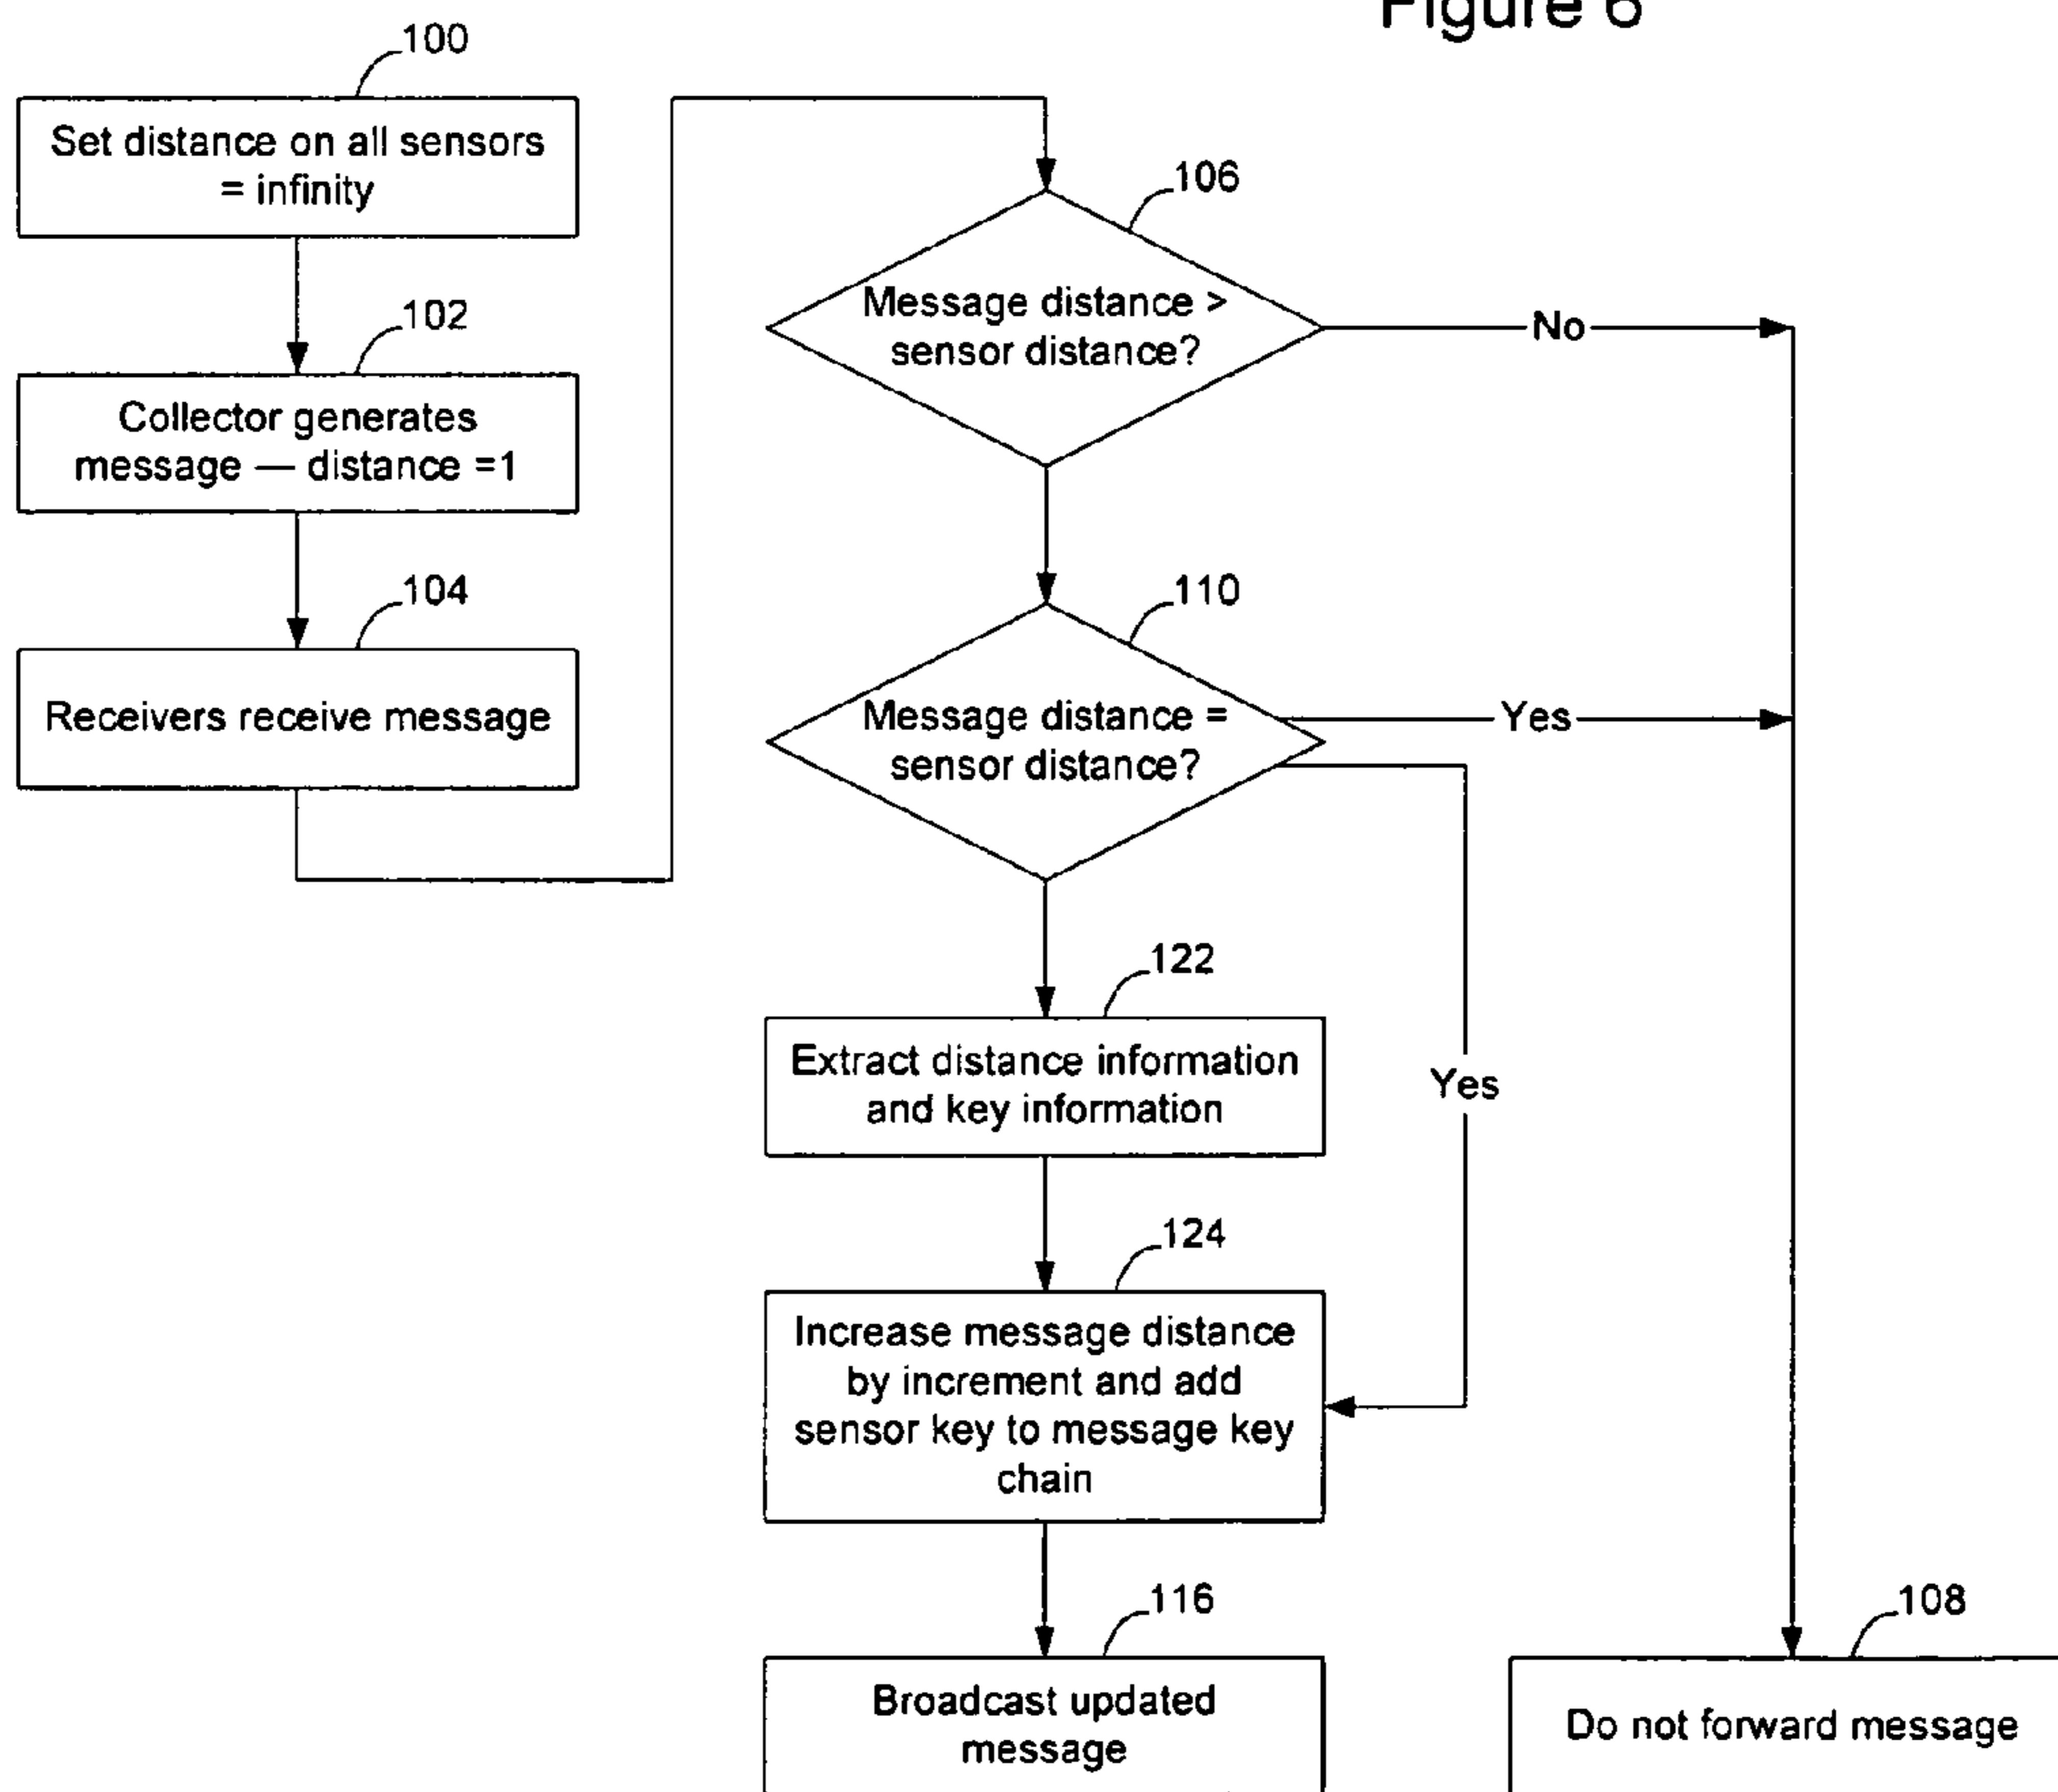 Figure 6
100
Set distance on all sensors
= infinity
102
Collector generates
message — distance =1
104
Receivers receive message
106
Message distance >
sensor distance?
No
110
Message distance =
sensor distance?
Yes
122
Extract distance information
and key information
Yes
124
Increase message distance
by increment and add
sensor key to message key
chain
116
Broadcast updated
message
108
Do not forward message